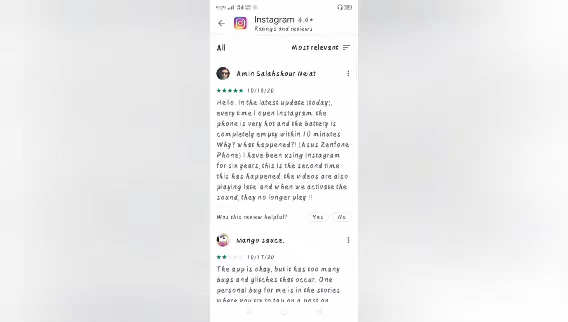 Instagram 4.0★
Ratings and reviews
All
Most relevant
Amin Salahshour Nejat
10/18/20
Hello. In the latest update (today),
every time I open Instagram, the
phone is very hot and the battery is
completely empty within 10 minutes
Why? what happened?! (Asus Zenfone
Phone) I have been using Instagram
for six years, this is the second time
this has happened. the videos are also
playing late and when we activate the
sound, they no longer play !!
Was this review helpful?
Yes
No
Mango sauce.
10/17/20
The app is okay, but it has too many
bugs and glitches that occur. One
personal bug for me is in the stories
where you try to tap on a post on